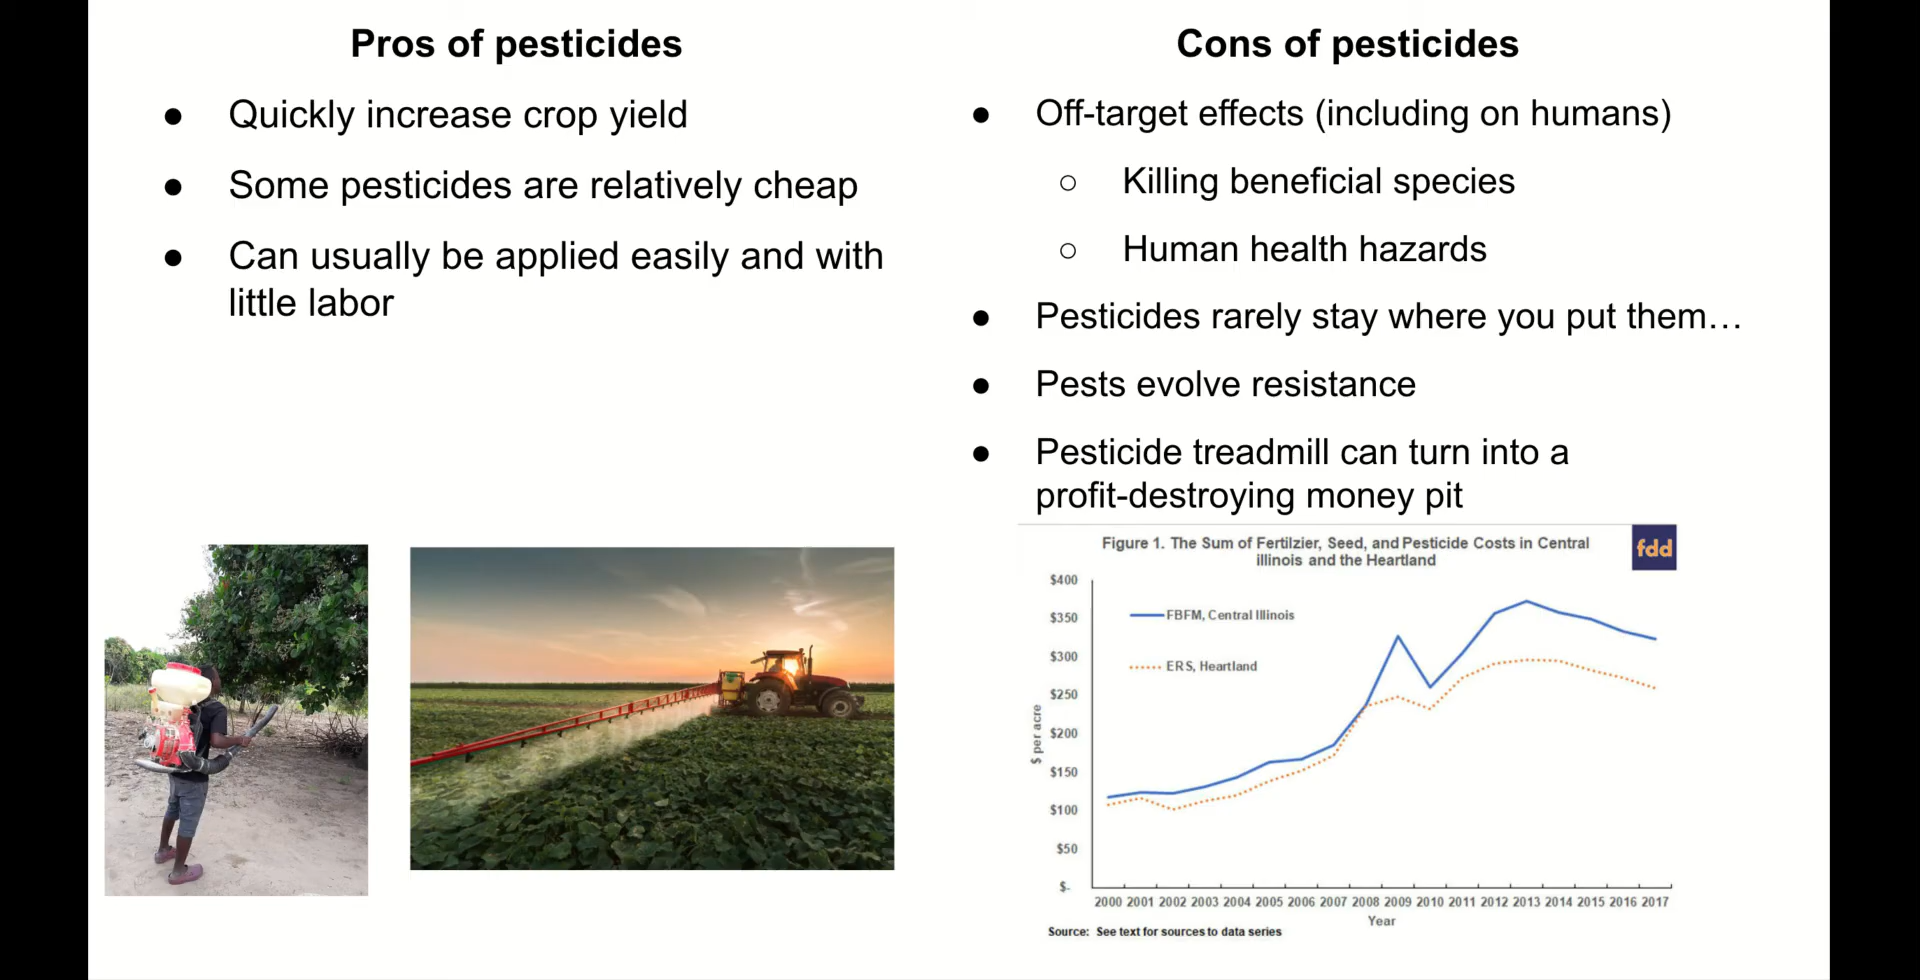 Pros of pesticides
● Quickly increase crop yield
● Some pesticides are relatively cheap
● Can usually be applied easily and with
little labor
Cons of pesticides
● Off-target effects (including on humans)
○ Killing beneficial species
○ Human health hazards
● Pesticides rarely stay where you put them…
● Pests evolve resistance
● Pesticide treadmill can turn into a
profit-destroying money pit
Figure 1. The Sum of Fertilzier, Seed, and Pesticide Costs in Central
illinois and the Heartland
fdd
$400
$350
$300
$250
$200
$150
$100
$50
$-
$ per acre
FBFM, Central Illinois
ERS, Heartland
2000 2001 2002 2003 2004 2005 2006 2007 2008 2009 2010 2011 2012 2013 2014 2015 2016 2017
Year
Source: See text for sources to data series